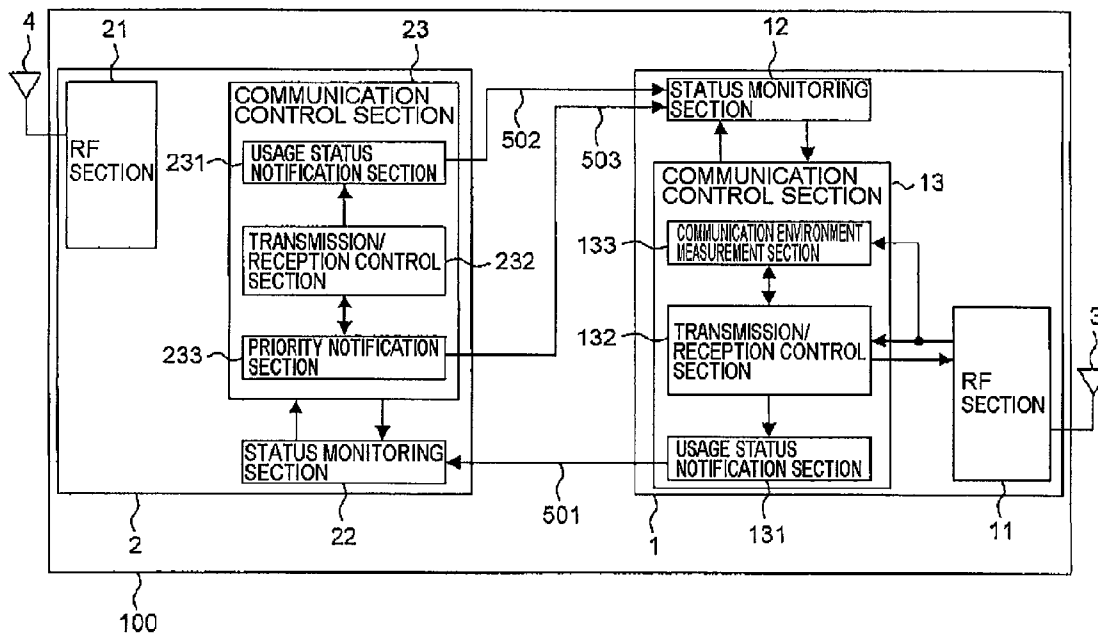 4
21
23
12
COMMUNICATION
CONTROL SECTION
STATUS MONITORING
SECTION
502
503
RF
SECTION
231
USAGE STATUS
NOTIFICATION SECTION
COMMUNICATION
CONTROL SECTION
13
133
COMMUNICATION ENVIRONMENT
MEASUREMENT SECTION
TRANSMISSION/
RECEPTION CONTROL
SECTION
232
132
TRANSMISSION/
RECEPTION CONTROL
SECTION
3
233
PRIORITY NOTIFICATION
SECTION
RF
SECTION
STATUS MONITORING
SECTION
USAGE STATUS
NOTIFICATION SECTION
501
2
22
1
131
11
100